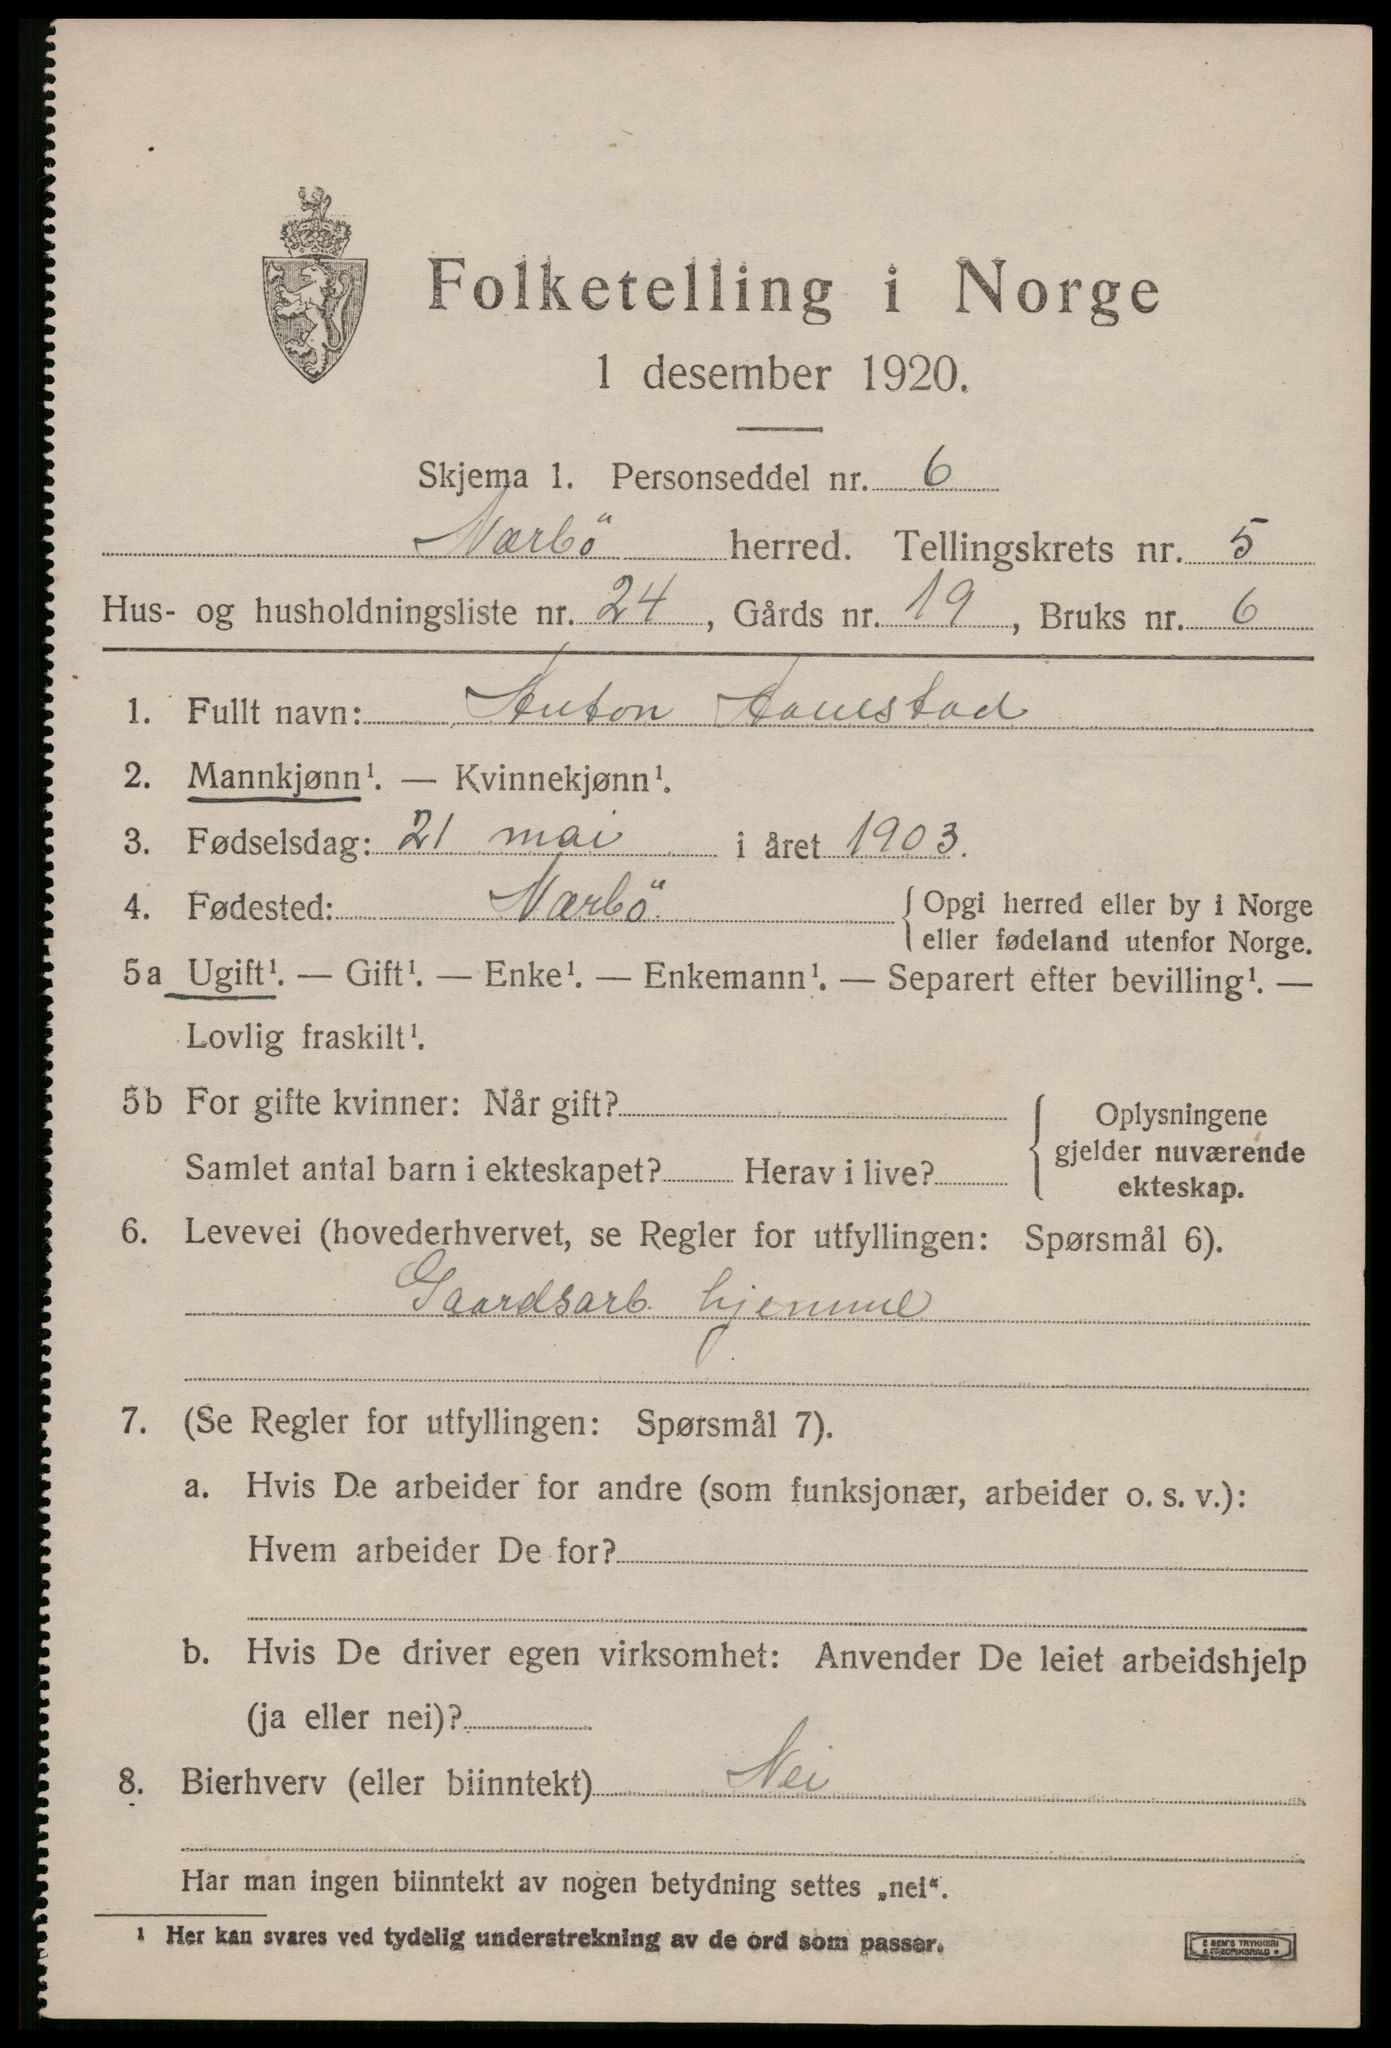 Folketelling i Norge
1 desember 1920.
Skjema 1. Personseddel nr. 6
Nærbö herred. Tellingskrets nr. 5
Hus- og husholdningsliste nr. 24, Gårds nr. 19, Bruks nr. 6
1. Fullt navn: Anton Aanestad
2. Mannkjønn¹. — Kvinnekjønn¹.
3. Fødselsdag: 21 mai i året 1903.
4. Fødested: Nærbö { Opgi herred eller by i Norge
eller fødeland utenfor Norge.
5a Ugift¹. — Gift¹. — Enke¹. — Enkemann¹. — Separert efter bevilling¹. —
Lovlig fraskilt¹.
5b For gifte kvinner: Når gift?
Samlet antal barn i ekteskapet? Herav i live?
{ Oplysningene
gjelder nuværende
ekteskap.
6. Levevei (hovederhvervet, se Regler for utfyllingen: Spørsmål 6).
Gaardsarb. hjemme
7. (Se Regler for utfyllingen: Spørsmål 7).
a. Hvis De arbeider for andre (som funksjonær, arbeider o. s. v.):
Hvem arbeider De for?
b. Hvis De driver egen virksomhet: Anvender De leiet arbeidshjelp
(ja eller nei)?
8. Bierhverv (eller biinntekt) Nei
Har man ingen biinntekt av nogen betydning settes „nei“.
¹ Her kan svares ved tydelig understrekning av de ord som passer.
SEM'S TRYKKERI
FREDRIKSHALD